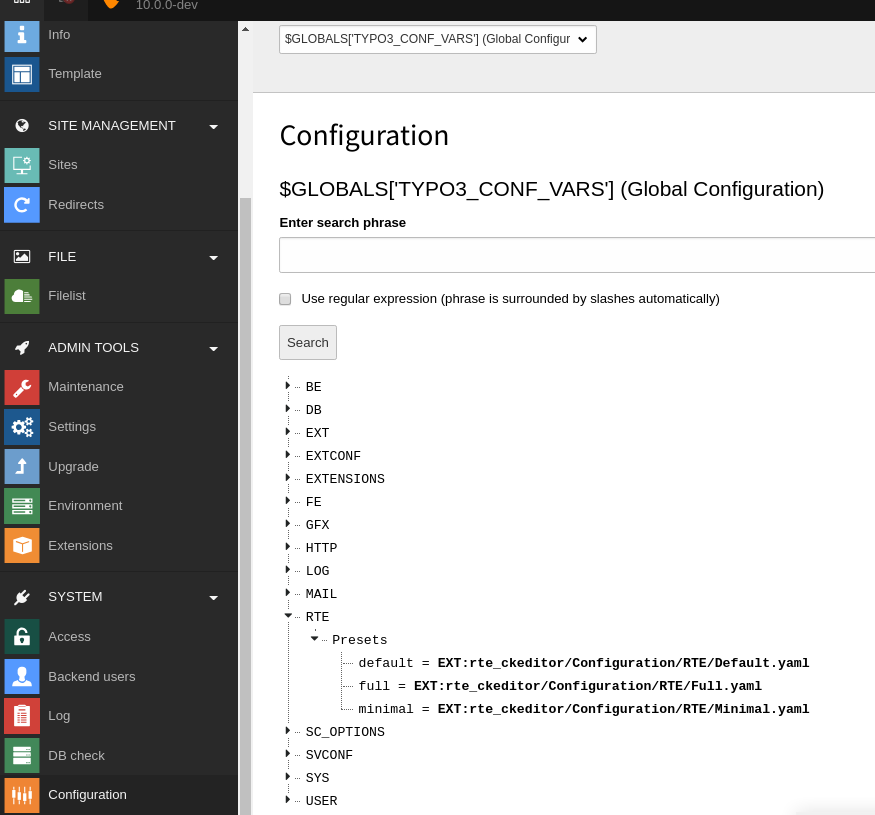 10.0.0-dev
Info
Template
SITE MANAGEMENT
Sites
Redirects
FILE
Filelist
ADMIN TOOLS
Maintenance
Settings
Upgrade
Environment
Extensions
SYSTEM
Access
Backend users
Log
DB check
Configuration
$GLOBALS['TYPO3_CONF_VARS'] (Global Configur
Configuration
$GLOBALS['TYPO3_CONF_VARS'] (Global Configuration)
Enter search phrase
Use regular expression (phrase is surrounded by slashes automatically)
Search
BE
DB
EXT
EXTCONF
EXTENSIONS
FE
GFX
HTTP
LOG
MAIL
RTE
Presets
default = EXT:rte_ckeditor/Configuration/RTE/Default.yaml
full = EXT:rte_ckeditor/Configuration/RTE/Full.yaml
minimal = EXT:rte_ckeditor/Configuration/RTE/Minimal.yaml
SC_OPTIONS
SVCONF
SYS
USER